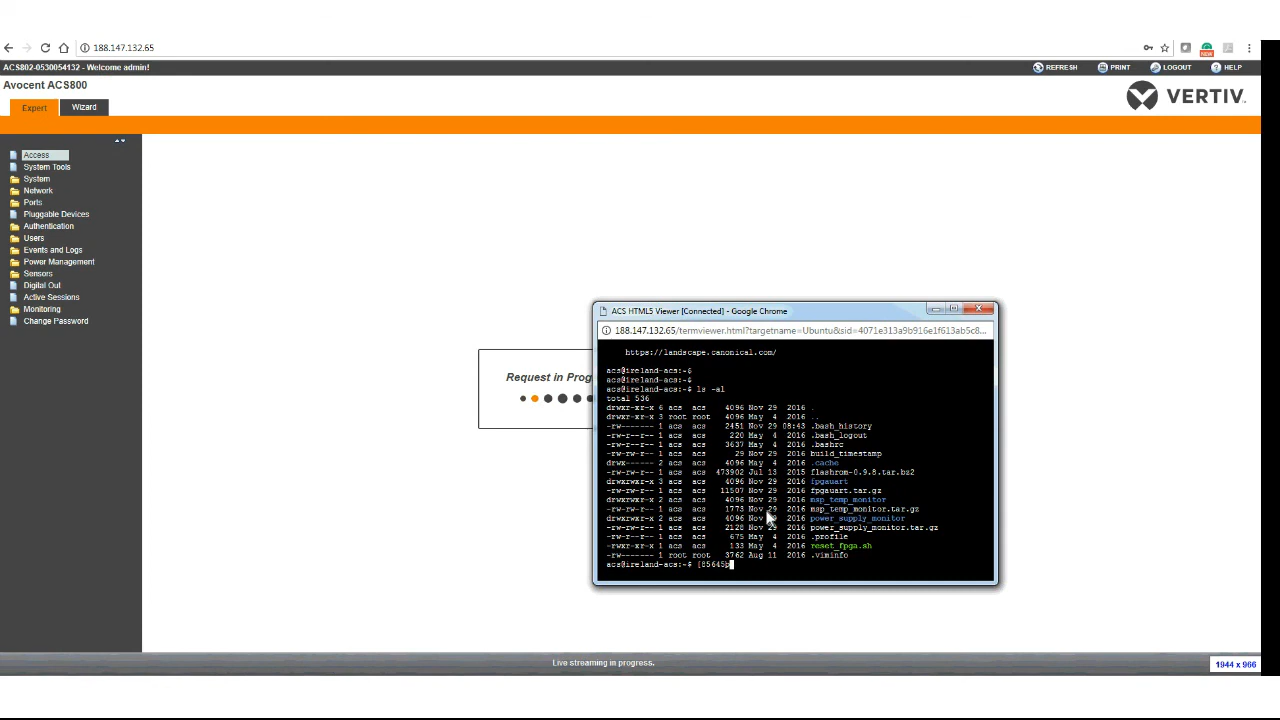 188.147.132.65
NEW
ACS802-0530054132 - Welcome admin!
REFRESH PRINT LOGOUT HELP
Avocent ACS800
VERTIV
Expert Wizard
Access
System Tools
System
Network
Ports
Pluggable Devices
Authentication
Users
Events and Logs
Power Management
Sensors
Digital Out
Active Sessions
Monitoring
Change Password
Request in Prog
ACS HTML5 Viewer [Connected] - Google Chrome
188.147.132.65/termviewer.html?targetname=Ubuntu&sid=4071e313a9b916e1f613ab5c8...
https://landscape.canonical.com/
acs@ireland-acs:~$
acs@ireland-acs:~$
acs@ireland-acs:~$ ls -al
total 536
drwxr-xr-x 6 acs acs 4096 Nov 29 2016 .
drwxr-xr-x 3 root root 4096 May 4 2016 ..
-rw------- 1 acs acs 2451 Nov 29 08:43 .bash_history
-rw-r--r-- 1 acs acs 220 May 4 2016 .bash_logout
-rw-r--r-- 1 acs acs 3637 May 4 2016 .bashrc
-rw-rw-r-- 1 acs acs 29 Nov 29 2016 build_timestamp
drwx------ 2 acs acs 4096 May 4 2016 .cache
-rw-rw-r-- 1 acs acs 473902 Jul 13 2015 flashrom-0.9.8.tar.bz2
drwxrwxr-x 3 acs acs 4096 Nov 29 2016 fpgauart
-rw-rw-r-- 1 acs acs 11507 Nov 29 2016 fpgauart.tar.gz
drwxrwxr-x 2 acs acs 4096 Nov 29 2016 msp_temp_monitor
-rw-rw-r-- 1 acs acs 1773 Nov 29 2016 msp_temp_monitor.tar.gz
drwxrwxr-x 2 acs acs 4096 Nov 29 2016 power_supply_monitor
-rw-rw-r-- 1 acs acs 2128 Nov 29 2016 power_supply_monitor.tar.gz
-rw-r--r-- 1 acs acs 675 May 4 2016 .profile
-rwxr-xr-x 1 acs acs 133 May 4 2016 reset_fpga.sh
-rw------- 1 root root 3762 Aug 11 2016 .viminfo
acs@ireland-acs:~$ [85645p
Live streaming in progress.
1944 x 966